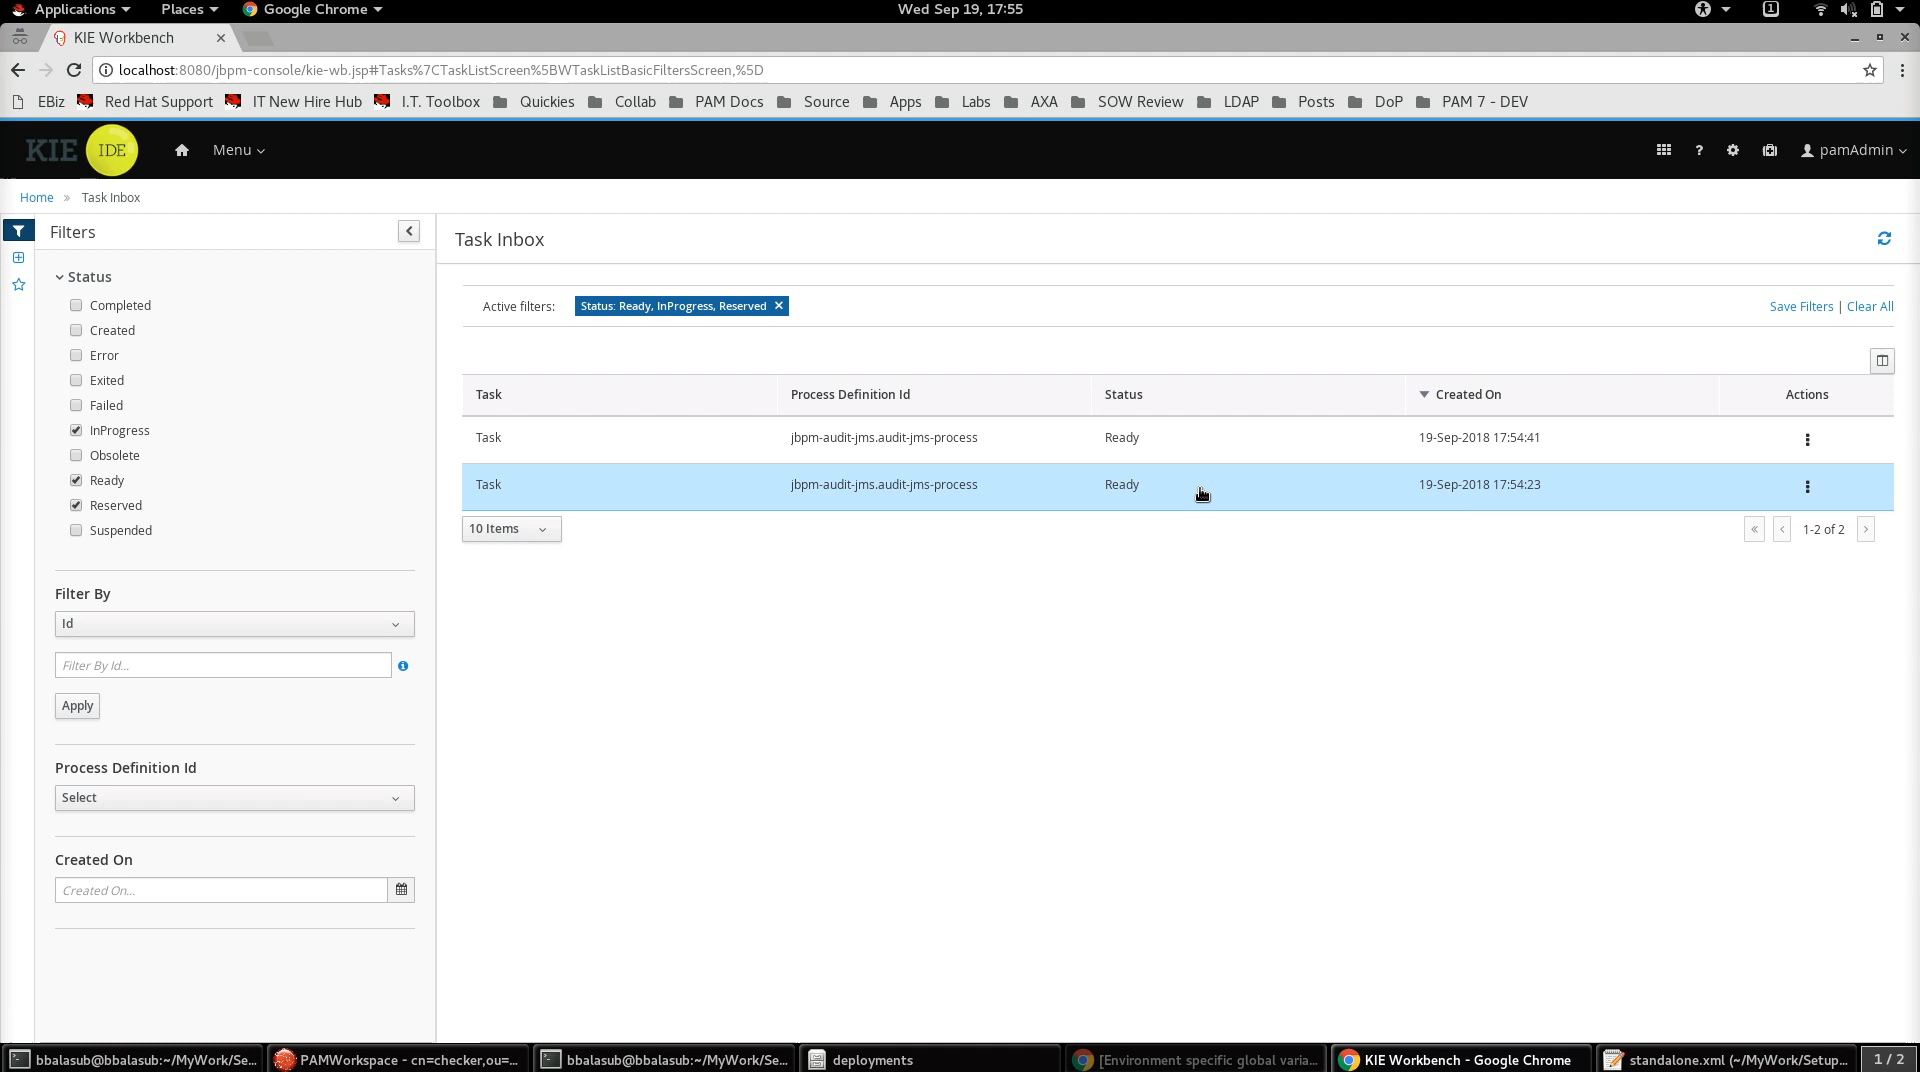 Applications Places Google Chrome Wed Sep 19, 17:55 1
KIE Workbench
localhost:8080/jbpm-console/kie-wb.jsp#Tasks%7CTaskListScreen%5BWTaskListBasicFiltersScreen,%5D
EBiz Red Hat Support IT New Hire Hub I.T. Toolbox Quickies Collab PAM Docs Source Apps Labs AXA SOW Review LDAP Posts DoP PAM 7 - DEV
KIE IDE Menu ? pamAdmin
Home » Task Inbox
Filters
Status
Completed
Created
Error
Exited
Failed
InProgress
Obsolete
Ready
Reserved
Suspended
Filter By
Id
Filter By Id...
Apply
Process Definition Id
Select
Created On
Created On...
Task Inbox
Active filters: Status: Ready, InProgress, Reserved Save Filters | Clear All
Task Process Definition Id Status Created On Actions
Task jbpm-audit-jms.audit-jms-process Ready 19-Sep-2018 17:54:41
Task jbpm-audit-jms.audit-jms-process Ready 19-Sep-2018 17:54:23
10 Items « ‹ 1-2 of 2 ›
bbalasub@bbalasub:~/MyWork/Se... PAMWorkspace - cn=checker,ou=... bbalasub@bbalasub:~/MyWork/Se... deployments [Environment specific global varia... KIE Workbench - Google Chrome standalone.xml (~/MyWork/Setup... 1 / 2